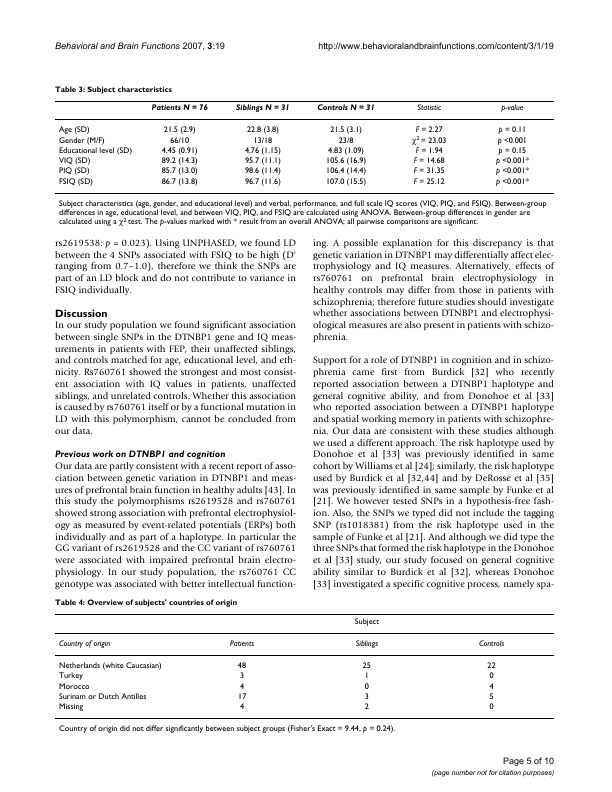 Behavioral and Brain Functions 2007, 3:19 http://www.behavioralandbrainfunctions.com/content/3/1/19
Table 3: Subject characteristics
Patients N = 76 Siblings N = 31 Controls N = 31 Statistic p-value
Age (SD) 21.5 (2.9) 22.8 (3.8) 21.5 (3.1) F = 2.27 p = 0.11
Gender (M/F) 66/10 13/18 23/8 χ2 = 23.03 p <0.001
Educational level (SD) 4.45 (0.91) 4.76 (1.15) 4.83 (1.09) F = 1.94 p = 0.15
VIQ (SD) 89.2 (14.3) 95.7 (11.1) 105.6 (16.9) F = 14.68 p <0.001*
PIQ (SD) 85.7 (13.0) 98.6 (11.4) 106.4 (14.4) F = 31.35 p <0.001*
FSIQ (SD) 86.7 (13.8) 96.7 (11.6) 107.0 (15.5) F = 25.12 p <0.001*
Subject characteristics (age, gender, and educational level) and verbal, performance, and full scale IQ scores (VIQ, PIQ, and FSIQ). Between-group
differences in age, educational level, and between VIQ, PIQ, and FSIQ are calculated using ANOVA. Between-group differences in gender are
calculated using a χ2 test. The p-values marked with * result from an overall ANOVA; all pairwise comparisons are significant.
rs2619538: p = 0.023). Using UNPHASED, we found LD
between the 4 SNPs associated with FSIQ to be high (D'
ranging from 0.7–1.0), therefore we think the SNPs are
part of an LD block and do not contribute to variance in
FSIQ individually.
Discussion
In our study population we found significant association
between single SNPs in the DTNBP1 gene and IQ meas-
urements in patients with FEP, their unaffected siblings,
and controls matched for age, educational level, and eth-
nicity. Rs760761 showed the strongest and most consist-
ent association with IQ values in patients, unaffected
siblings, and unrelated controls. Whether this association
is caused by rs760761 itself or by a functional mutation in
LD with this polymorphism, cannot be concluded from
our data.
Previous work on DTNBP1 and cognition
Our data are partly consistent with a recent report of asso-
ciation between genetic variation in DTNBP1 and meas-
ures of prefrontal brain function in healthy adults [43]. In
this study the polymorphisms rs2619528 and rs760761
showed strong association with prefrontal electrophysiol-
ogy as measured by event-related potentials (ERPs) both
individually and as part of a haplotype. In particular the
GG variant of rs2619528 and the CC variant of rs760761
were associated with impaired prefrontal brain electro-
physiology. In our study population, the rs760761 CC
genotype was associated with better intellectual function-
ing. A possible explanation for this discrepancy is that
genetic variation in DTNBP1 may differentially affect elec-
trophysiology and IQ measures. Alternatively, effects of
rs760761 on prefrontal brain electrophysiology in
healthy controls may differ from those in patients with
schizophrenia; therefore future studies should investigate
whether associations between DTNBP1 and electrophysi-
ological measures are also present in patients with schizo-
phrenia.
Support for a role of DTNBP1 in cognition and in schizo-
phrenia came first from Burdick [32] who recently
reported association between a DTNBP1 haplotype and
general cognitive ability, and from Donohoe et al [33]
who reported association between a DTNBP1 haplotype
and spatial working memory in patients with schizophre-
nia. Our data are consistent with these studies although
we used a different approach. The risk haplotype used by
Donohoe et al [33] was previously identified in same
cohort by Williams et al [24]; similarly, the risk haplotype
used by Burdick et al [32,44] and by DeRosse et al [35]
was previously identified in same sample by Funke et al
[21]. We however tested SNPs in a hypothesis-free fash-
ion. Also, the SNPs we typed did not include the tagging
SNP (rs1018381) from the risk haplotype used in the
sample of Funke et al [21]. And although we did type the
three SNPs that formed the risk haplotype in the Donohoe
et al [33] study, our study focused on general cognitive
ability similar to Burdick et al [32], whereas Donohoe
[33] investigated a specific cognitive process, namely spa-
Table 4: Overview of subjects' countries of origin
Subject
Country of origin Patients Siblings Controls
Netherlands (white Caucasian) 48 25 22
Turkey 3 1 0
Morocco 4 0 4
Surinam or Dutch Antilles 17 3 5
Missing 4 2 0
Country of origin did not differ significantly between subject groups (Fisher's Exact = 9.44, p = 0.24).
Page 5 of 10
(page number not for citation purposes)